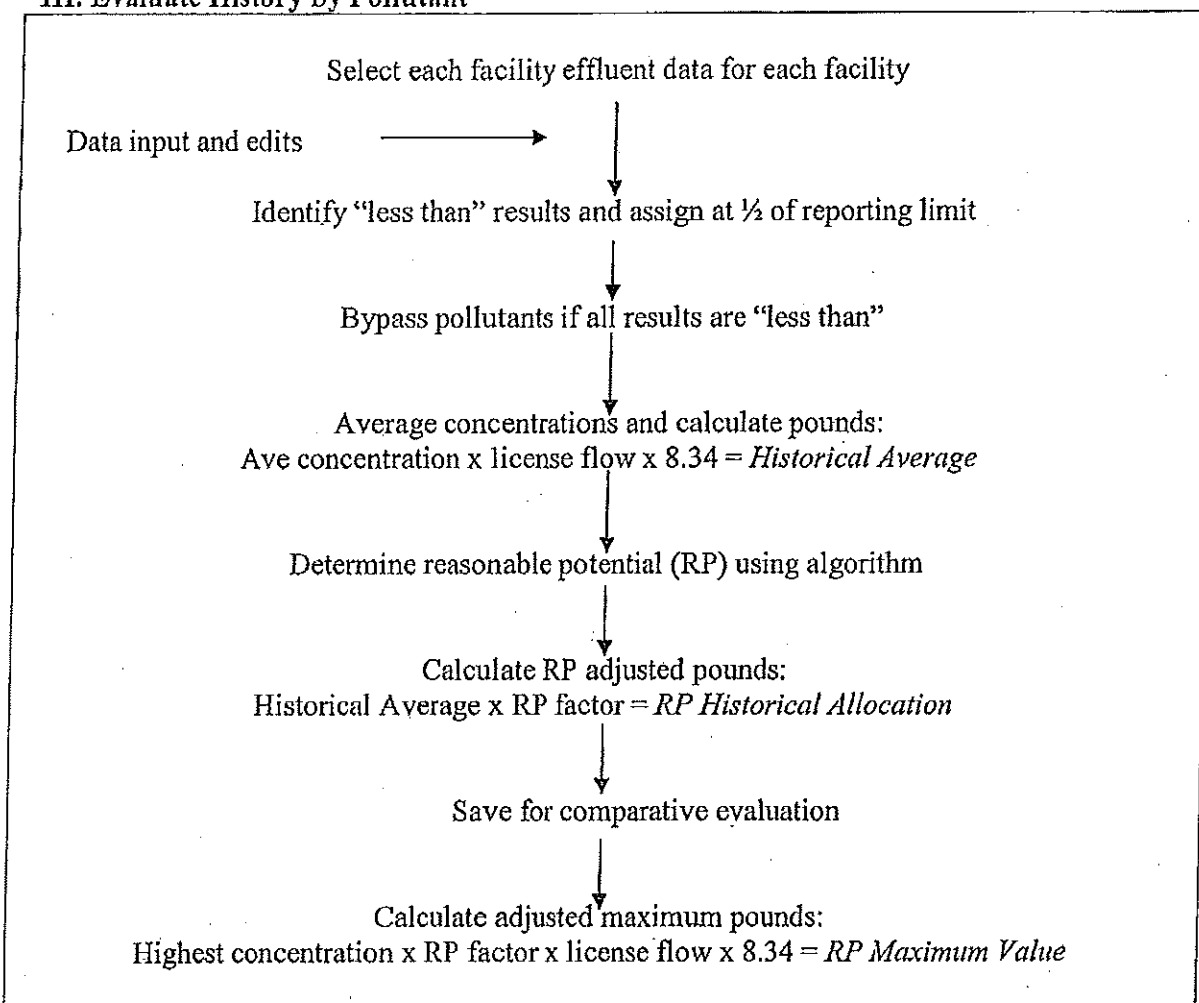 III. Evaluate History by Pollutant
Select each facility effluent data for each facility
Data input and edits
Identify “less than” results and assign at ½ of reporting limit
Bypass pollutants if all results are “less than”
Average concentrations and calculate pounds:
Ave concentration x license flow x 8.34 = Historical Average
Determine reasonable potential (RP) using algorithm
Calculate RP adjusted pounds:
Historical Average x RP factor = RP Historical Allocation
Save for comparative evaluation
Calculate adjusted maximum pounds:
Highest concentration x RP factor x license flow x 8.34 = RP Maximum Value